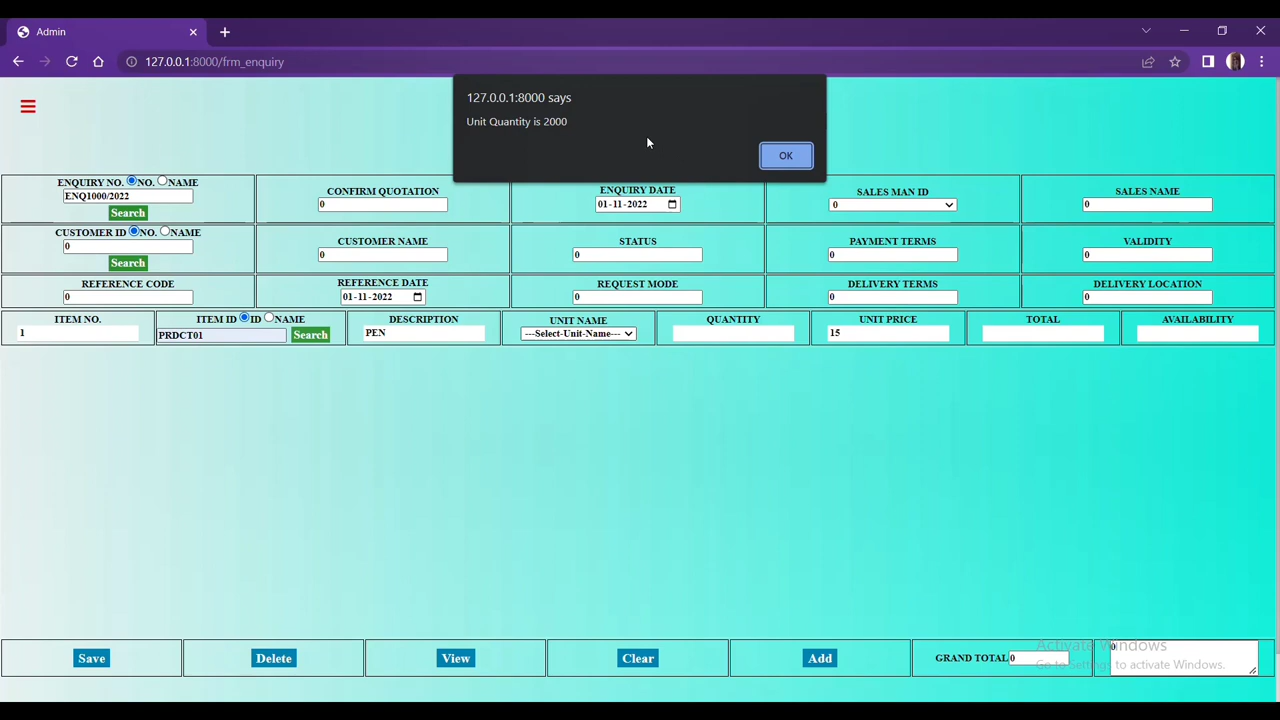 Admin
127.0.0.1:8000/frm_enquiry
127.0.0.1:8000 says
Unit Quantity is 2000
OK
ENQUIRY NO. NO. NAME
ENQ1000/2022
Search
CONFIRM QUOTATION
0
ENQUIRY DATE
01-11-2022
SALES MAN ID
0
SALES NAME
0
CUSTOMER ID NO. NAME
0
Search
CUSTOMER NAME
0
STATUS
0
PAYMENT TERMS
0
VALIDITY
0
REFERENCE CODE
0
REFERENCE DATE
01-11-2022
REQUEST MODE
0
DELIVERY TERMS
0
DELIVERY LOCATION
0
ITEM NO.
1
ITEM ID ID NAME
PRDCT01 Search
DESCRIPTION
PEN
UNIT NAME
---Select-Unit-Name---
QUANTITY
UNIT PRICE
15
TOTAL
AVAILABILITY
Save Delete View Clear Add GRAND TOTAL 0
0
Activate Windows
Go to Settings to activate Windows.